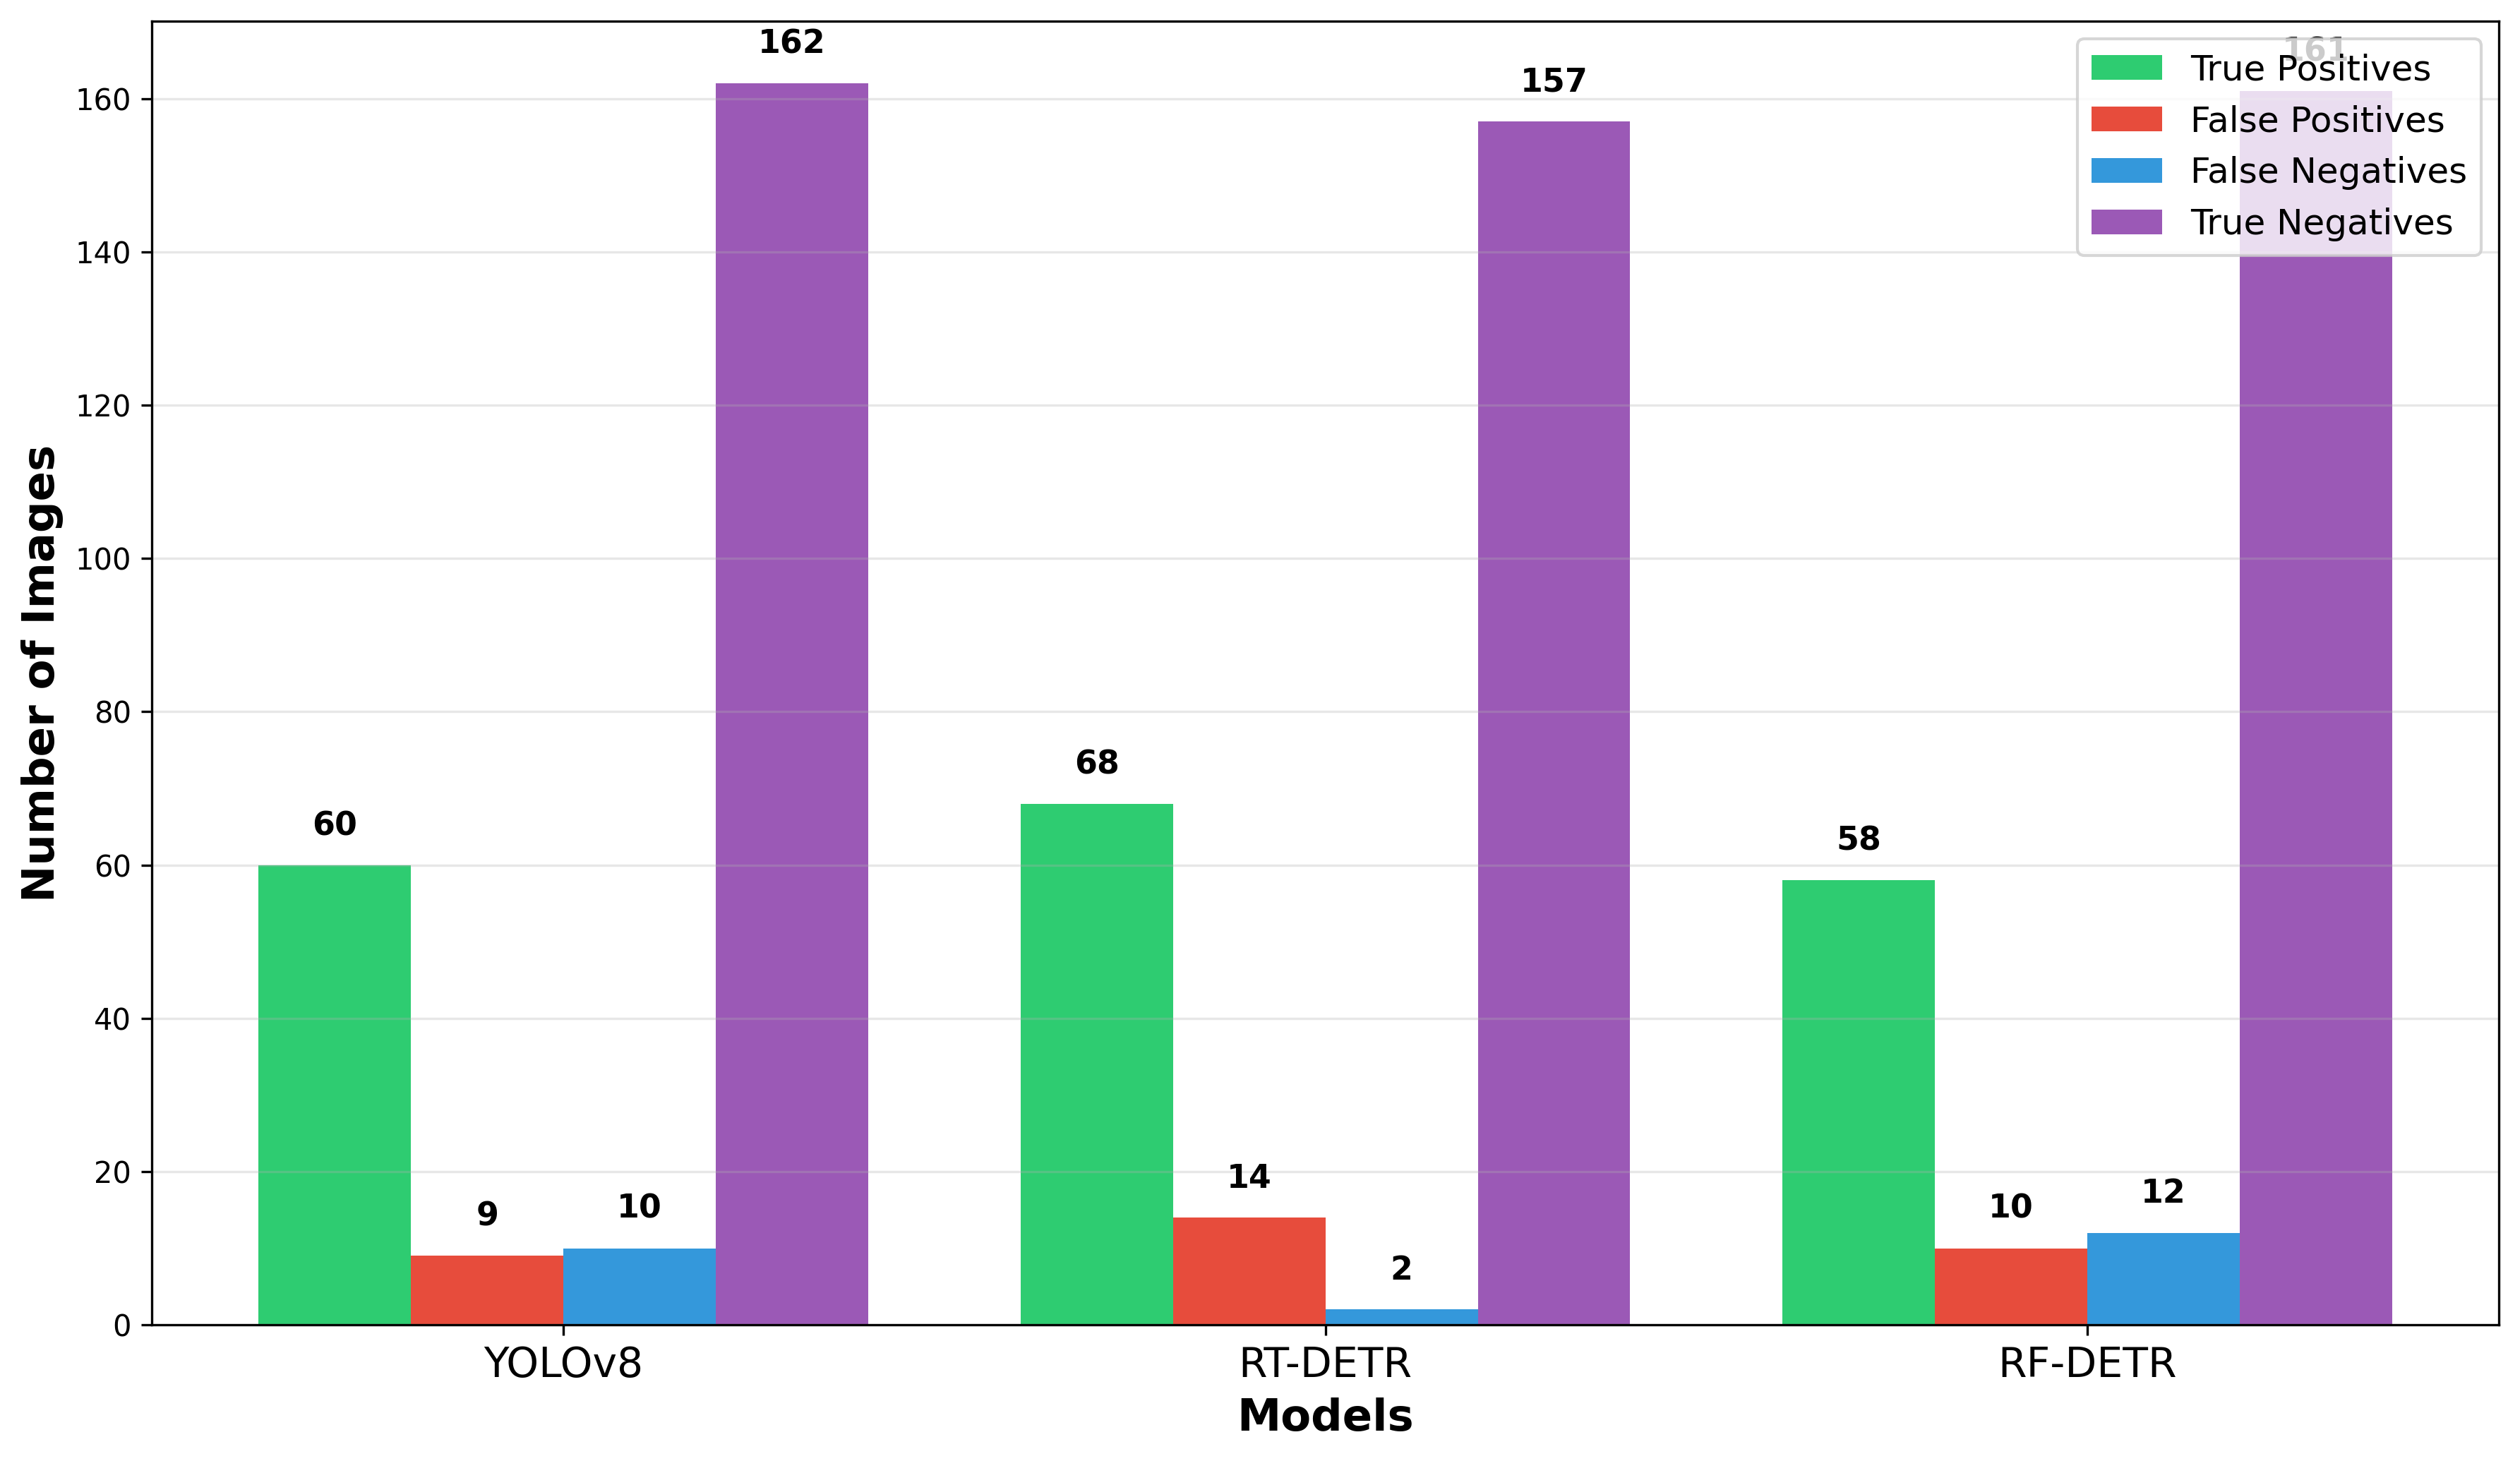 162
161
157
True Positives
False Positives
False Negatives
True Negatives
160
140
120
100
80
60
40
20
0
Number of Images
60
9
10
68
14
2
58
10
12
YOLOv8
RT-DETR
RF-DETR
Models